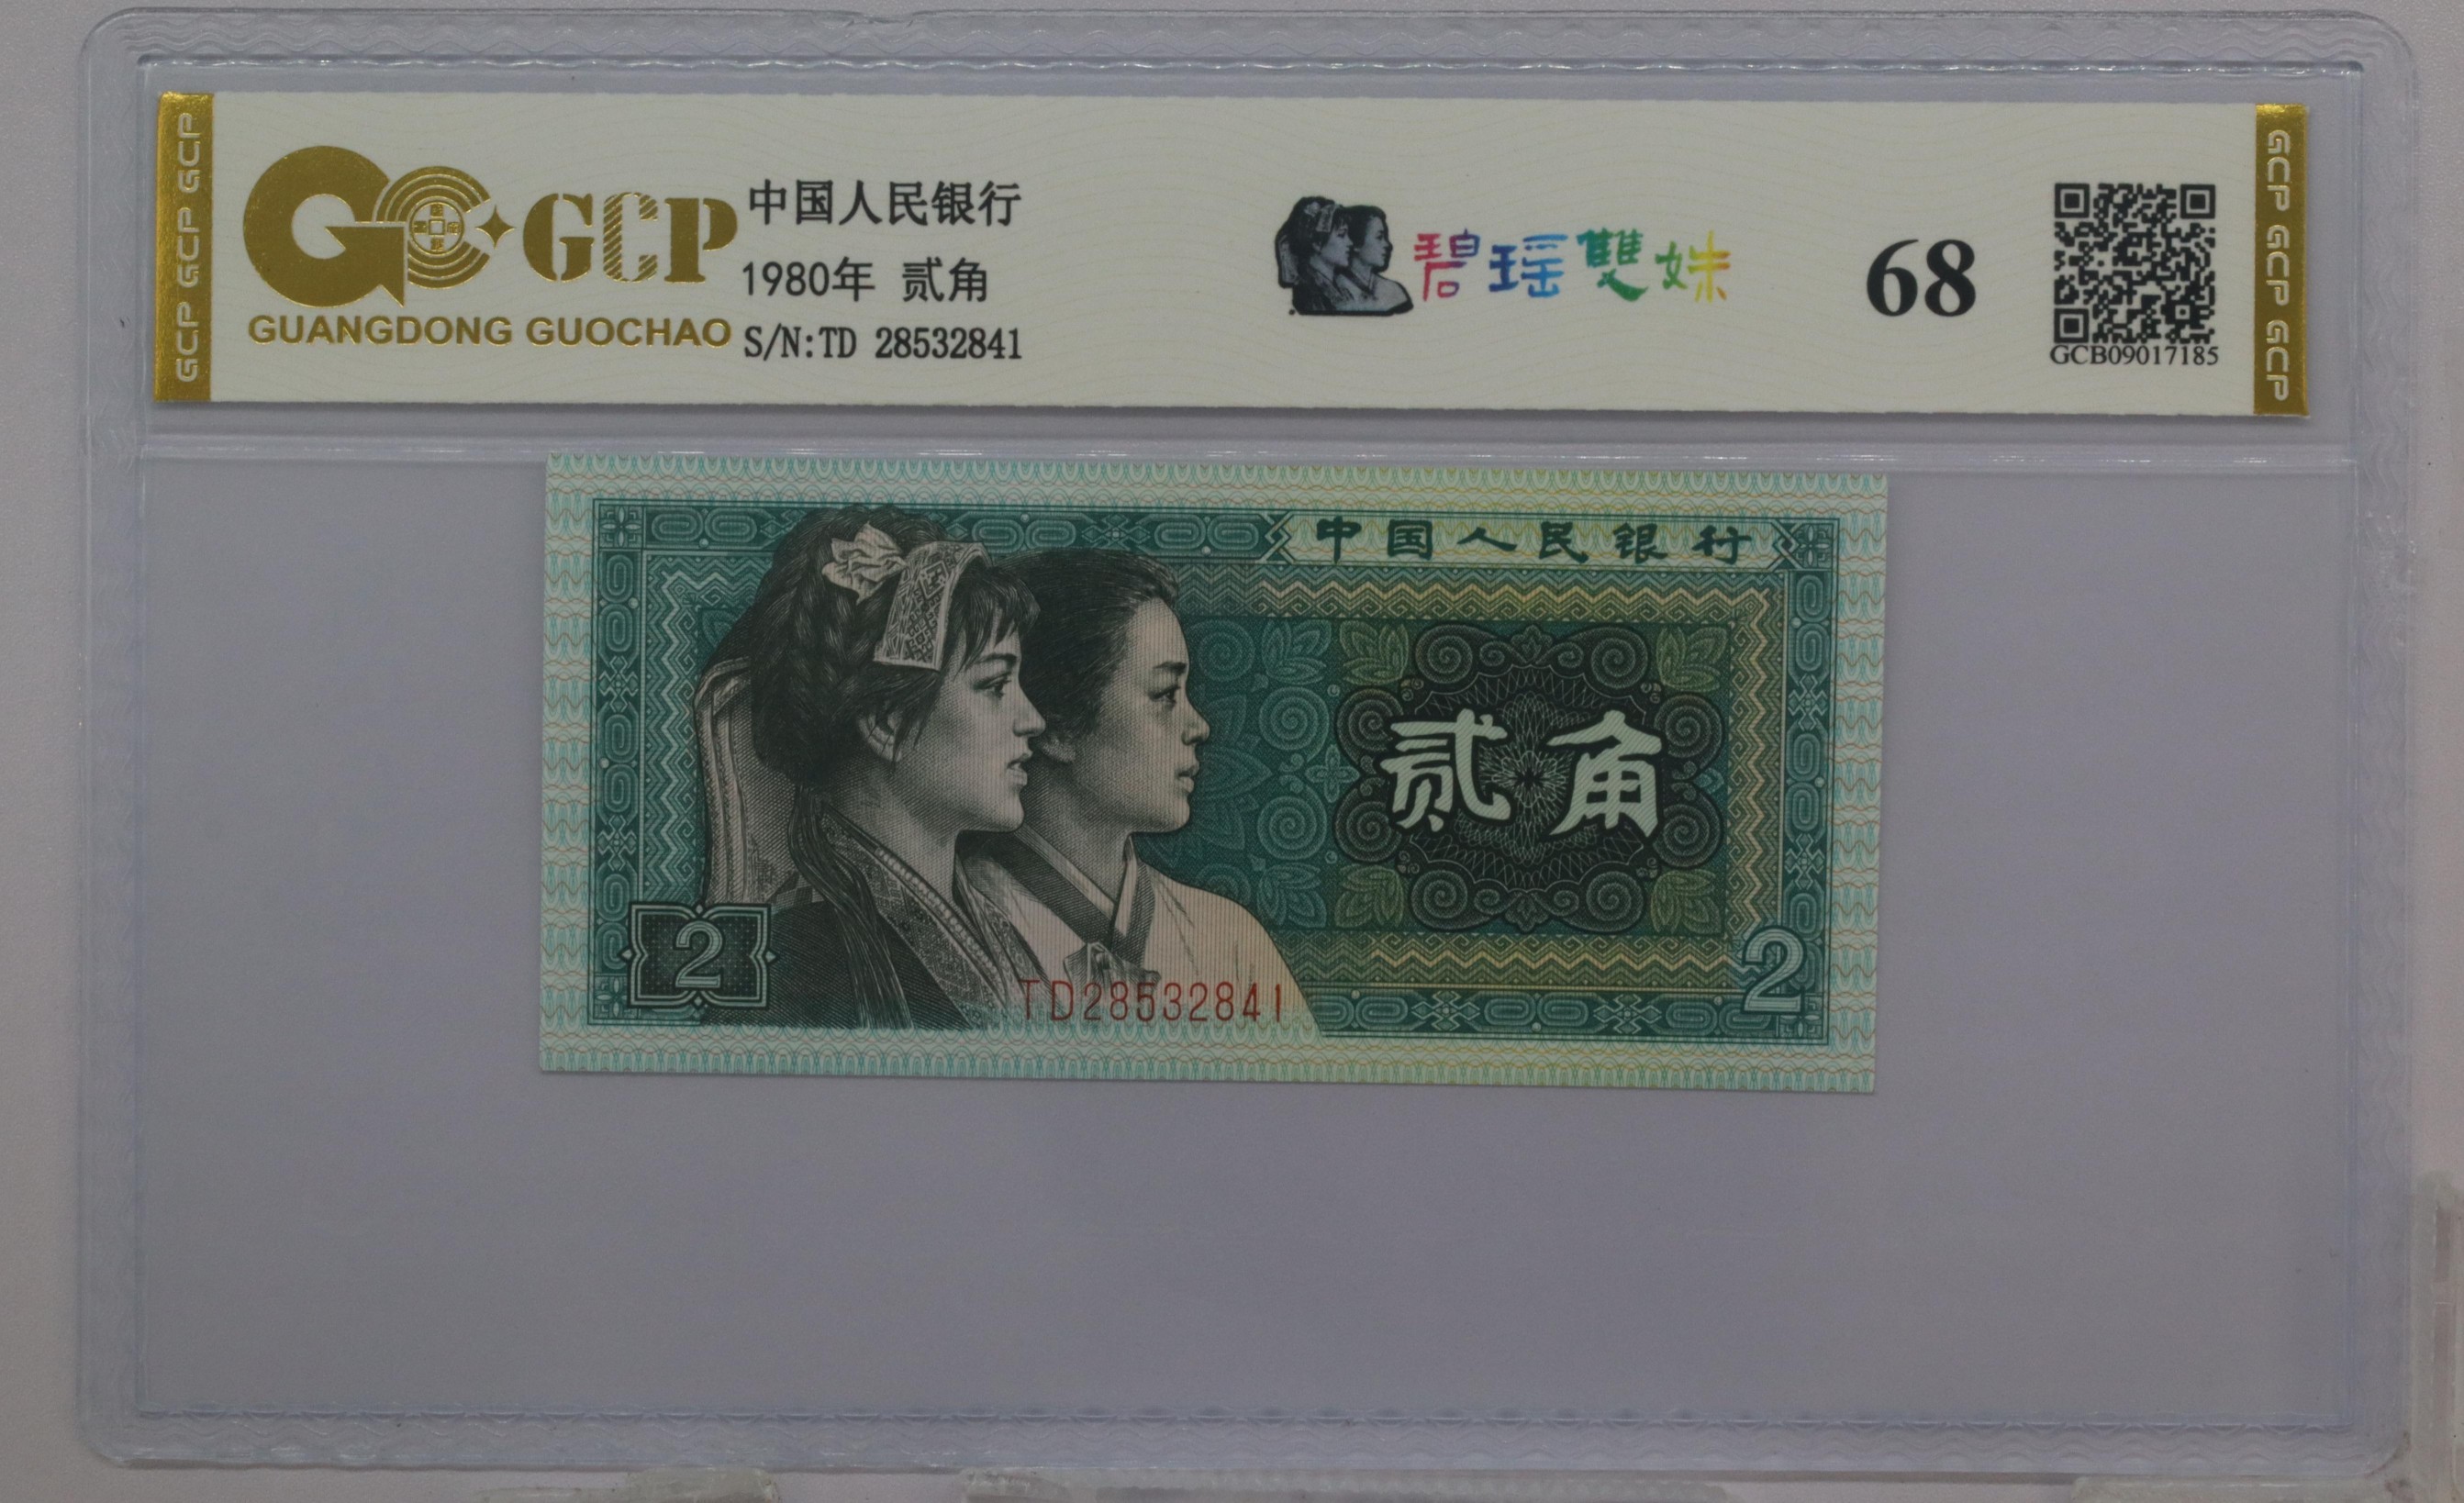 GCP GCP GCP
GCP
GUANGDONG GUOCHAO
中国人民银行
1980年 贰角
S/N:TD 28532841
碧瑶雙妹
68
GCB09017185
GCP GCP GCP
中国人民银行
贰角
2
TD28532841
2